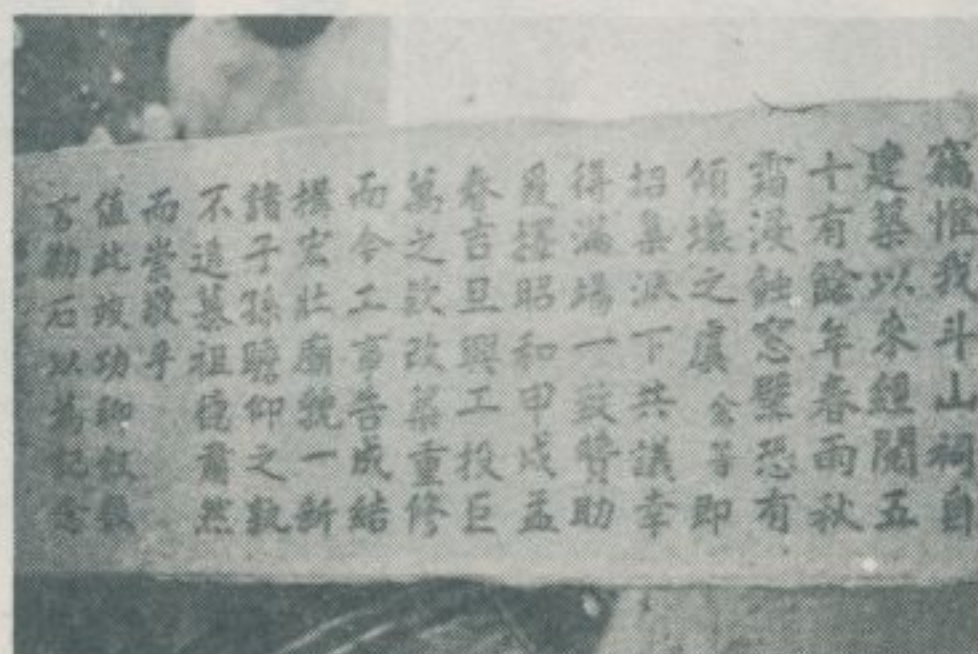 竊惟我斗山祠自
建築以來經閱五
十有餘年春雨秋
霜浸蝕窓壁恐有
傾壞之虞余等即
招集派下共議幸
得滿場一致贊助
爰擇昭和甲戌孟
春吉旦興工投巨
萬之款改築重修
而今工事告成結
構宏壯廟貌一新
諸子孫瞻仰之
不追慕祖德肅然
而崇 乎
值此竣功聊叙
言勒石以為紀念